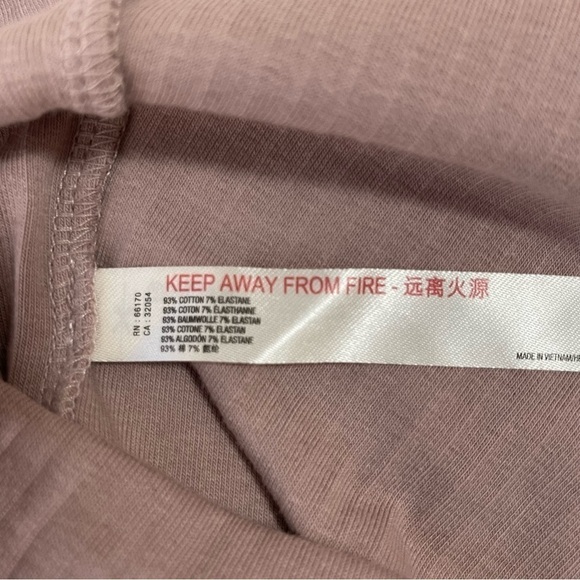 RN : 66170
CA : 32054
KEEP AWAY FROM FIRE - 远离火源
93% COTTON 7% ELASTANE
93% COTON 7% ÉLASTHANNE
93% BAUMWOLLE 7% ELASTAN
93% COTONE 7% ELASTAN
93% ALGODÓN 7% ELASTANE
93% 棉 7% 氨纶
MADE IN VIETNAM/